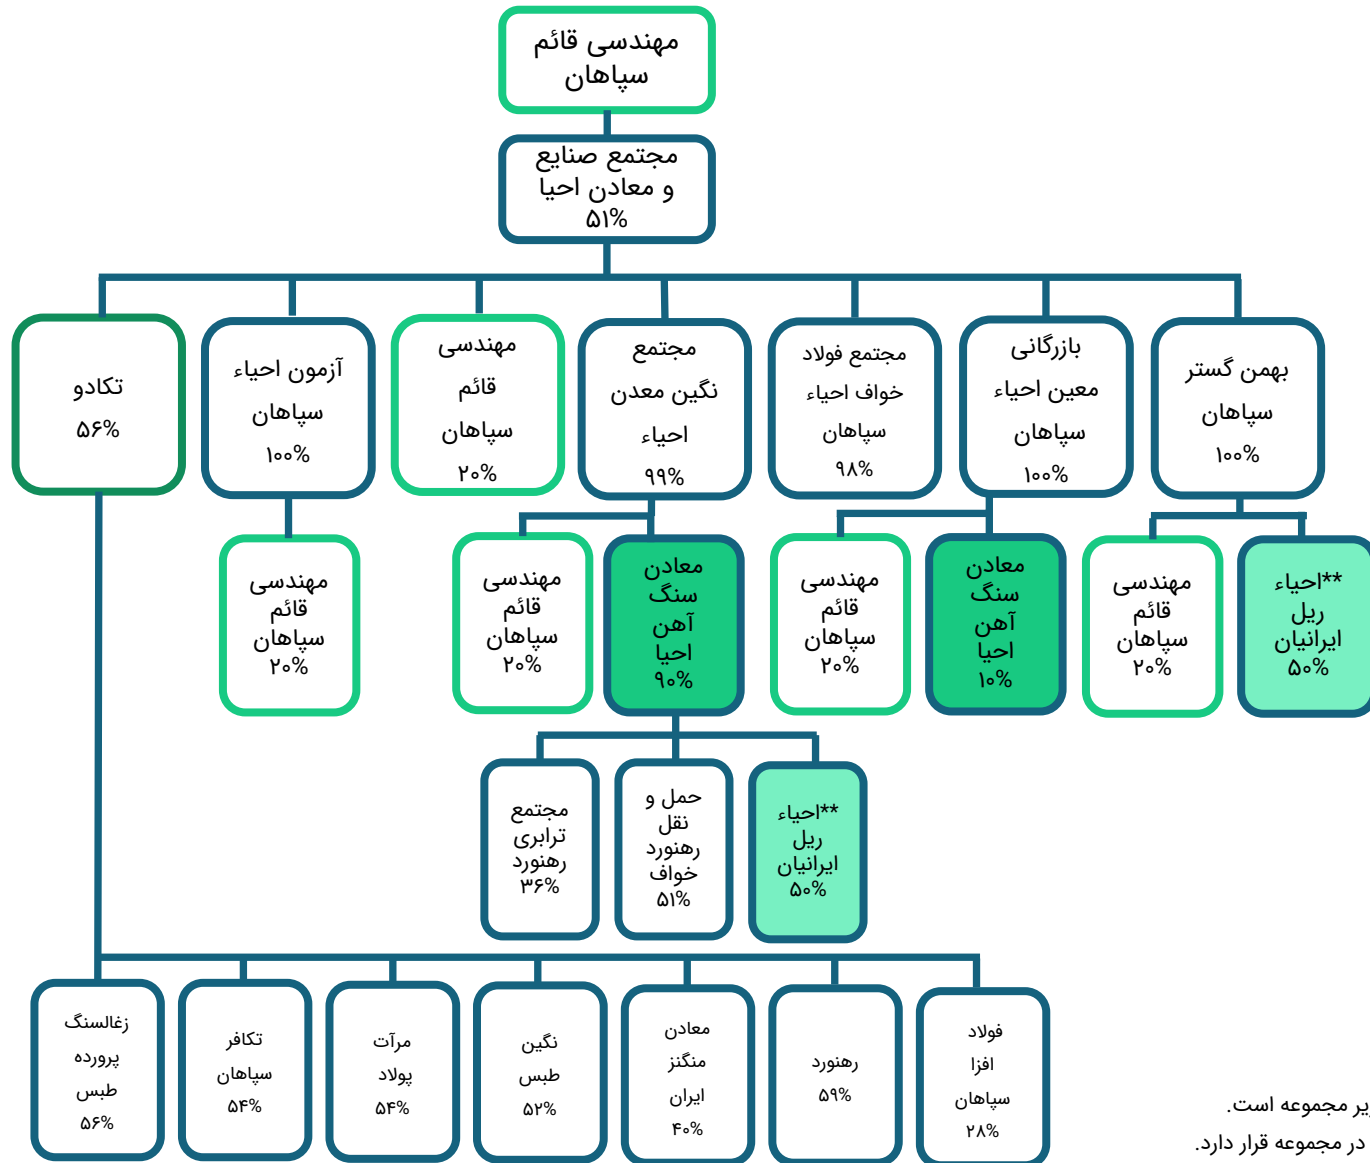 مهندسی قائم
سپاهان
مجتمع صنایع
و معادن احیا
۵۱%
تکادو
۵۶%
آزمون احیاء
سپاهان
۱۰۰%
مهندسی
قائم
سپاهان
۲۰%
مجتمع
نگین معدن
احیاء
۹۹%
مجتمع فولاد
خواف احیاء
سپاهان
۹۸%
بازرگانی
معین احیاء
سپاهان
۱۰۰%
بهمن گستر
سپاهان
۱۰۰%
مهندسی
قائم
سپاهان
۲۰%
مهندسی
قائم
سپاهان
۲۰%
معادن
سنگ
آهن
احیا
۹۰%
مهندسی
قائم
سپاهان
۲۰%
معادن
سنگ
آهن
احیا
۱۰%
مهندسی
قائم
سپاهان
۲۰%
**احیاء
ریل
ایرانیان
۵۰%
مجتمع
ترابری
رهنورد
۳۶%
حمل و
نقل
رهنورد
خواف
۵۱%
**احیاء
ریل
ایرانیان
۵۰%
زغالسنگ
پرورده
طبس
۵۶%
تکافر
سپاهان
۵۴%
مرآت
پولاد
۵۴%
نگین
طبس
۵۲%
معادن
منگنز
ایران
۴۰%
رهنورد
۵۹%
فولاد
افزا
سپاهان
۲۸%
مجموعه است.
در مجموعه قرار دارد.